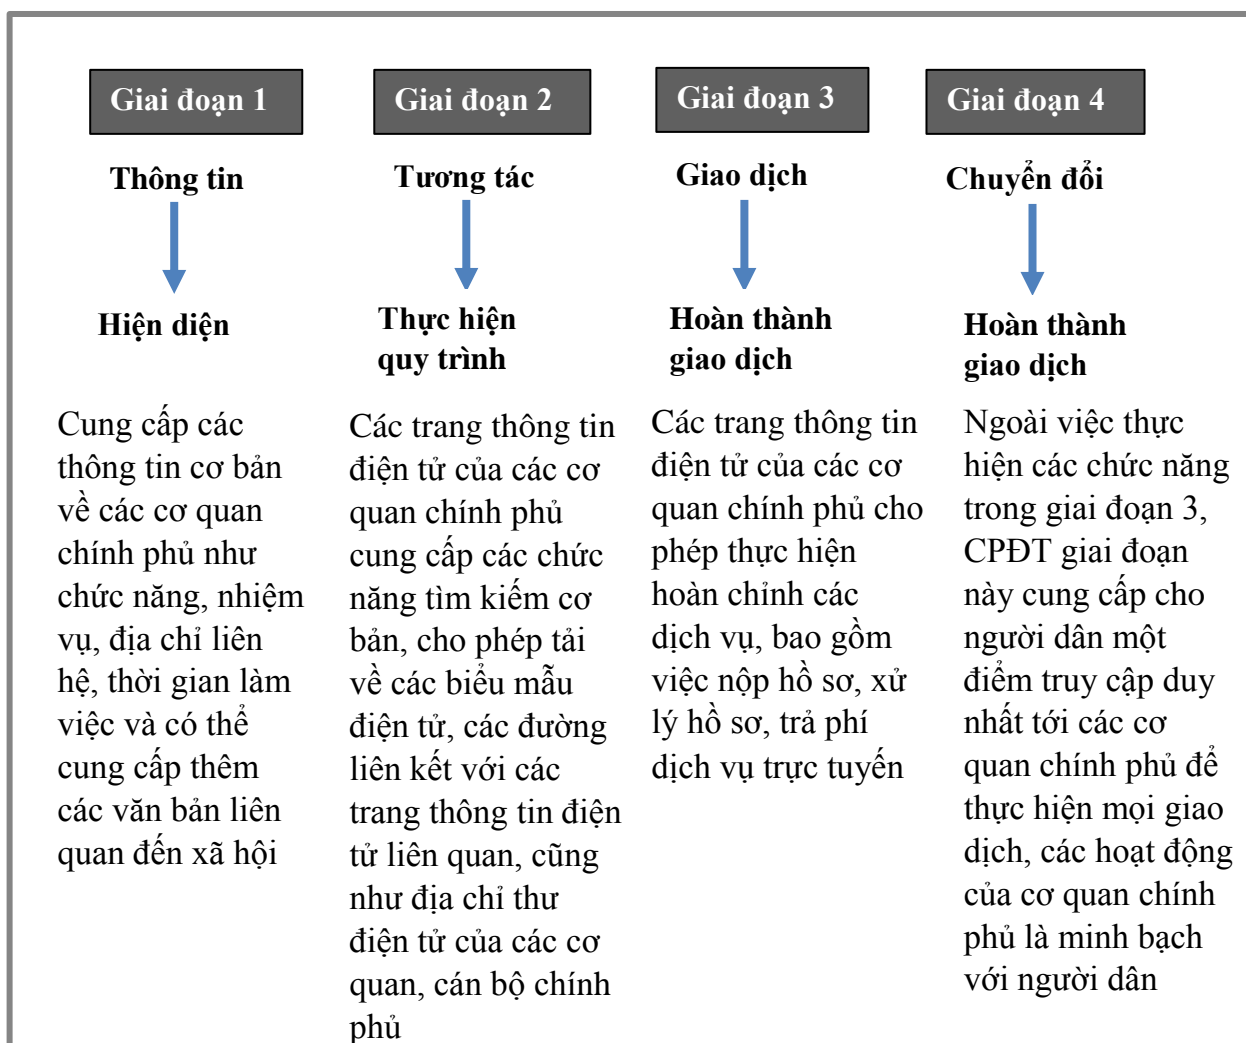 Giai đoạn 1
Thông tin
Hiện diện
Cung cấp các
thông tin cơ bản
về các cơ quan
chính phủ như
chức năng, nhiệm
vụ, địa chỉ liên
hệ, thời gian làm
việc và có thể
cung cấp thêm
các văn bản liên
quan đến xã hội
Giai đoạn 2
Tương tác
Thực hiện
quy trình
Các trang thông tin
điện tử của các cơ
quan chính phủ
cung cấp các chức
năng tìm kiếm cơ
bản, cho phép tải
về các biểu mẫu
điện tử, các đường
liên kết với các
trang thông tin điện
tử liên quan, cũng
như địa chỉ thư
điện tử của các cơ
quan, cán bộ chính
phủ
Giai đoạn 3
Giao dịch
Hoàn thành
giao dịch
Các trang thông tin
điện tử của các cơ
quan chính phủ cho
phép thực hiện
hoàn chỉnh các
dịch vụ, bao gồm
việc nộp hồ sơ, xử
lý hồ sơ, trả phí
dịch vụ trực tuyến
Giai đoạn 4
Chuyển đổi
Hoàn thành
giao dịch
Ngoài việc thực
hiện các chức năng
trong giai đoạn 3,
CPĐT giai đoạn
này cung cấp cho
người dân một
điểm truy cập duy
nhất tới các cơ
quan chính phủ để
thực hiện mọi giao
dịch, các hoạt động
của cơ quan chính
phủ là minh bạch
với người dân